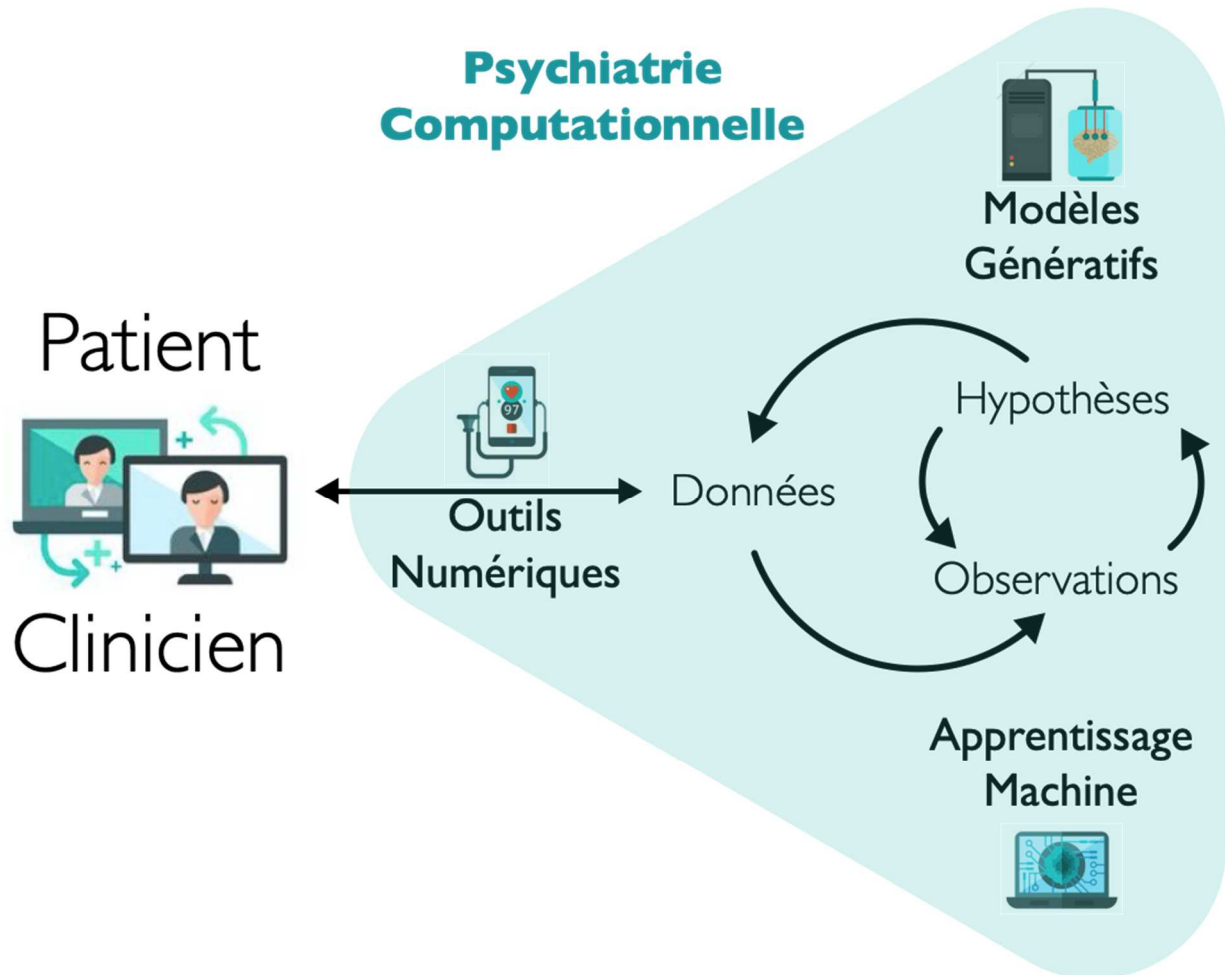 Psychiatrie
Computationnelle
Modèles
Génératifs
Patient
Hypothèses
97
Données
Outils
Numériques
Observations
Clinicien
Apprentissage
Machine